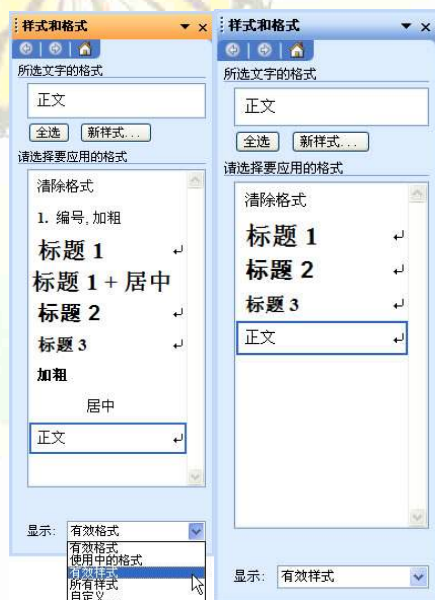 样式和格式
所选文字的格式
正文
全选 新样式...
请选择要应用的格式
清除格式
1. 编号, 加粗
标题 1
标题 1 + 居中
标题 2
标题 3
加粗
居中
正文
显示: 有效格式
有效格式
使用中的格式
有效样式
所有样式
自定义
样式和格式
所选文字的格式
正文
全选 新样式...
请选择要应用的格式
清除格式
标题 1
标题 2
标题 3
正文
显示: 有效样式